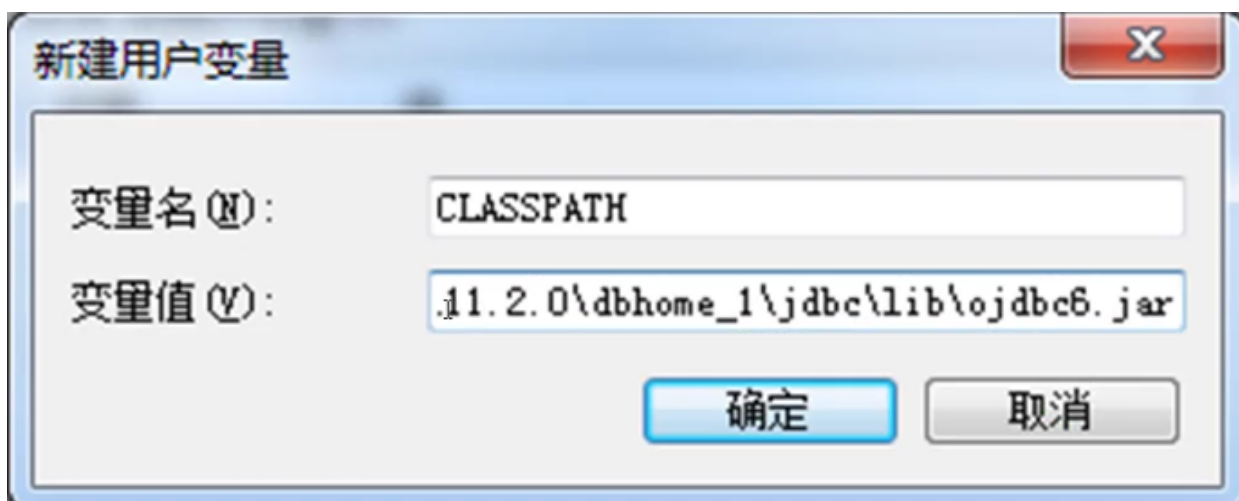 新建用户变量
变量名(N): CLASSPATH
变量值(V): .11.2.0\dbhome_1\jdbc\lib\ojdbc6.jar
确定 取消